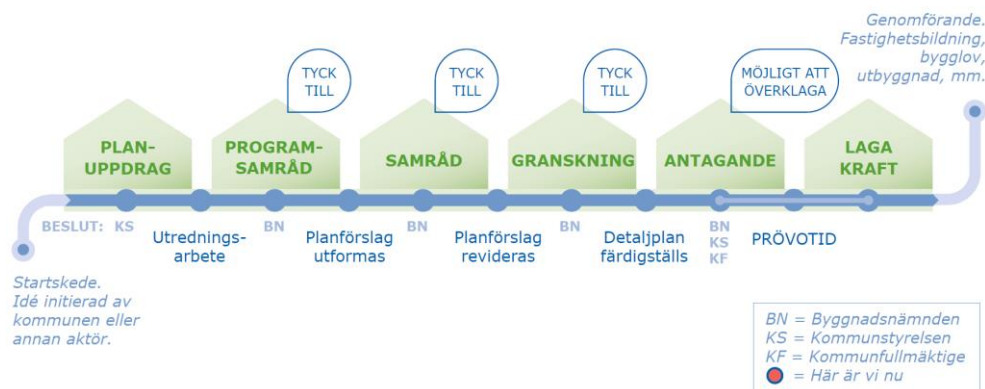 Genomförande.
Fastighetsbildning,
bygglov,
utbyggnad, mm.
TYCK
TILL
TYCK
TILL
TYCK
TILL
MÖJLIGT ATT
ÖVERKLAGA
PLAN-
UPPDRAG
PROGRAM-
SAMRÅD
SAMRÅD
GRANSKNING
ANTAGANDE
LAGA
KRAFT
BESLUT: KS
Utrednings-
arbete
BN
Planförslag
utformas
BN
Planförslag
revideras
BN
Detaljplan
färdigställs
BN
KS
KF
PRÖVOTID
Startskede.
Idé initierad av
kommunen eller
annan aktör.
BN = Byggnadsnämnden
KS = Kommunstyrelsen
KF = Kommunfullmäktige
= Här är vi nu